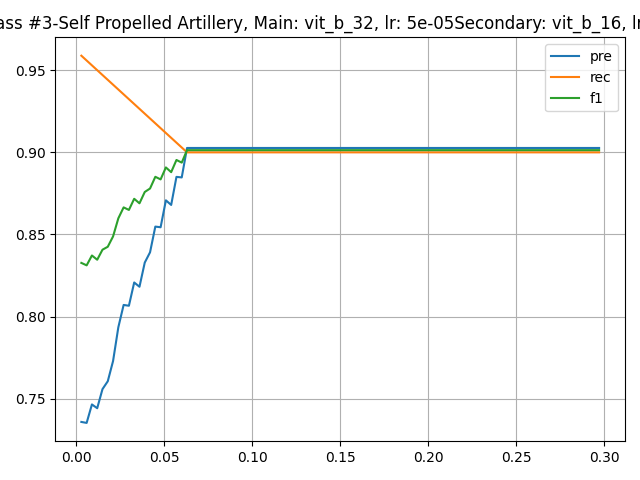 ass #3-Self Propelled Artillery, Main: vit_b_32, lr: 5e-05Secondary: vit_b_16, l
pre
rec
f1
0.95
0.90
0.85
0.80
0.75
0.00 0.05 0.10 0.15 0.20 0.25 0.30